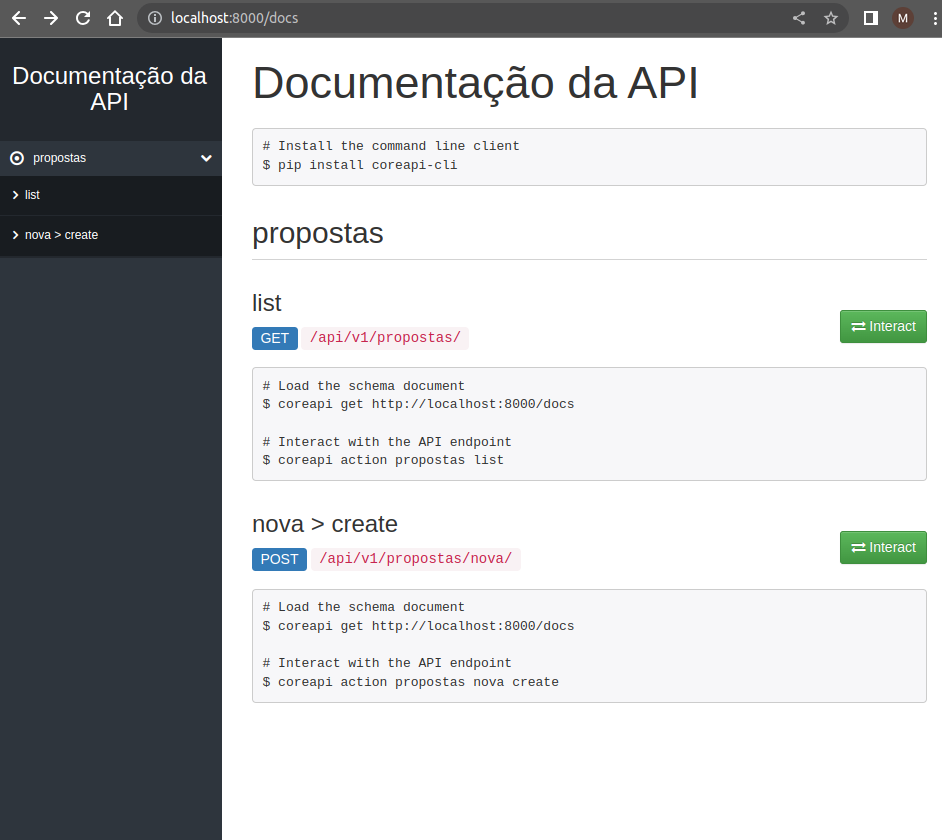 localhost:8000/docs
M
Documentação da
API
propostas
list
nova > create
Documentação da API
# Install the command line client
$ pip install coreapi-cli
propostas
list
GET /api/v1/propostas/
Interact
# Load the schema document
$ coreapi get http://localhost:8000/docs
# Interact with the API endpoint
$ coreapi action propostas list
nova > create
POST /api/v1/propostas/nova/
Interact
# Load the schema document
$ coreapi get http://localhost:8000/docs
# Interact with the API endpoint
$ coreapi action propostas nova create